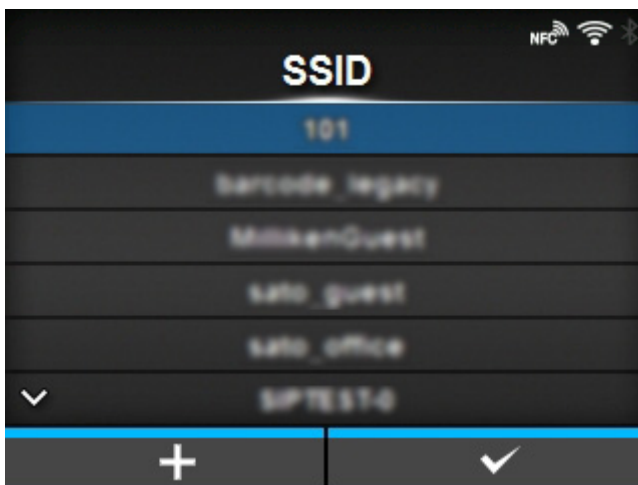 NFC
SSID
101
barcode_legacy
MillikenGuest
sato_guest
sato_office
SIPTEST-0